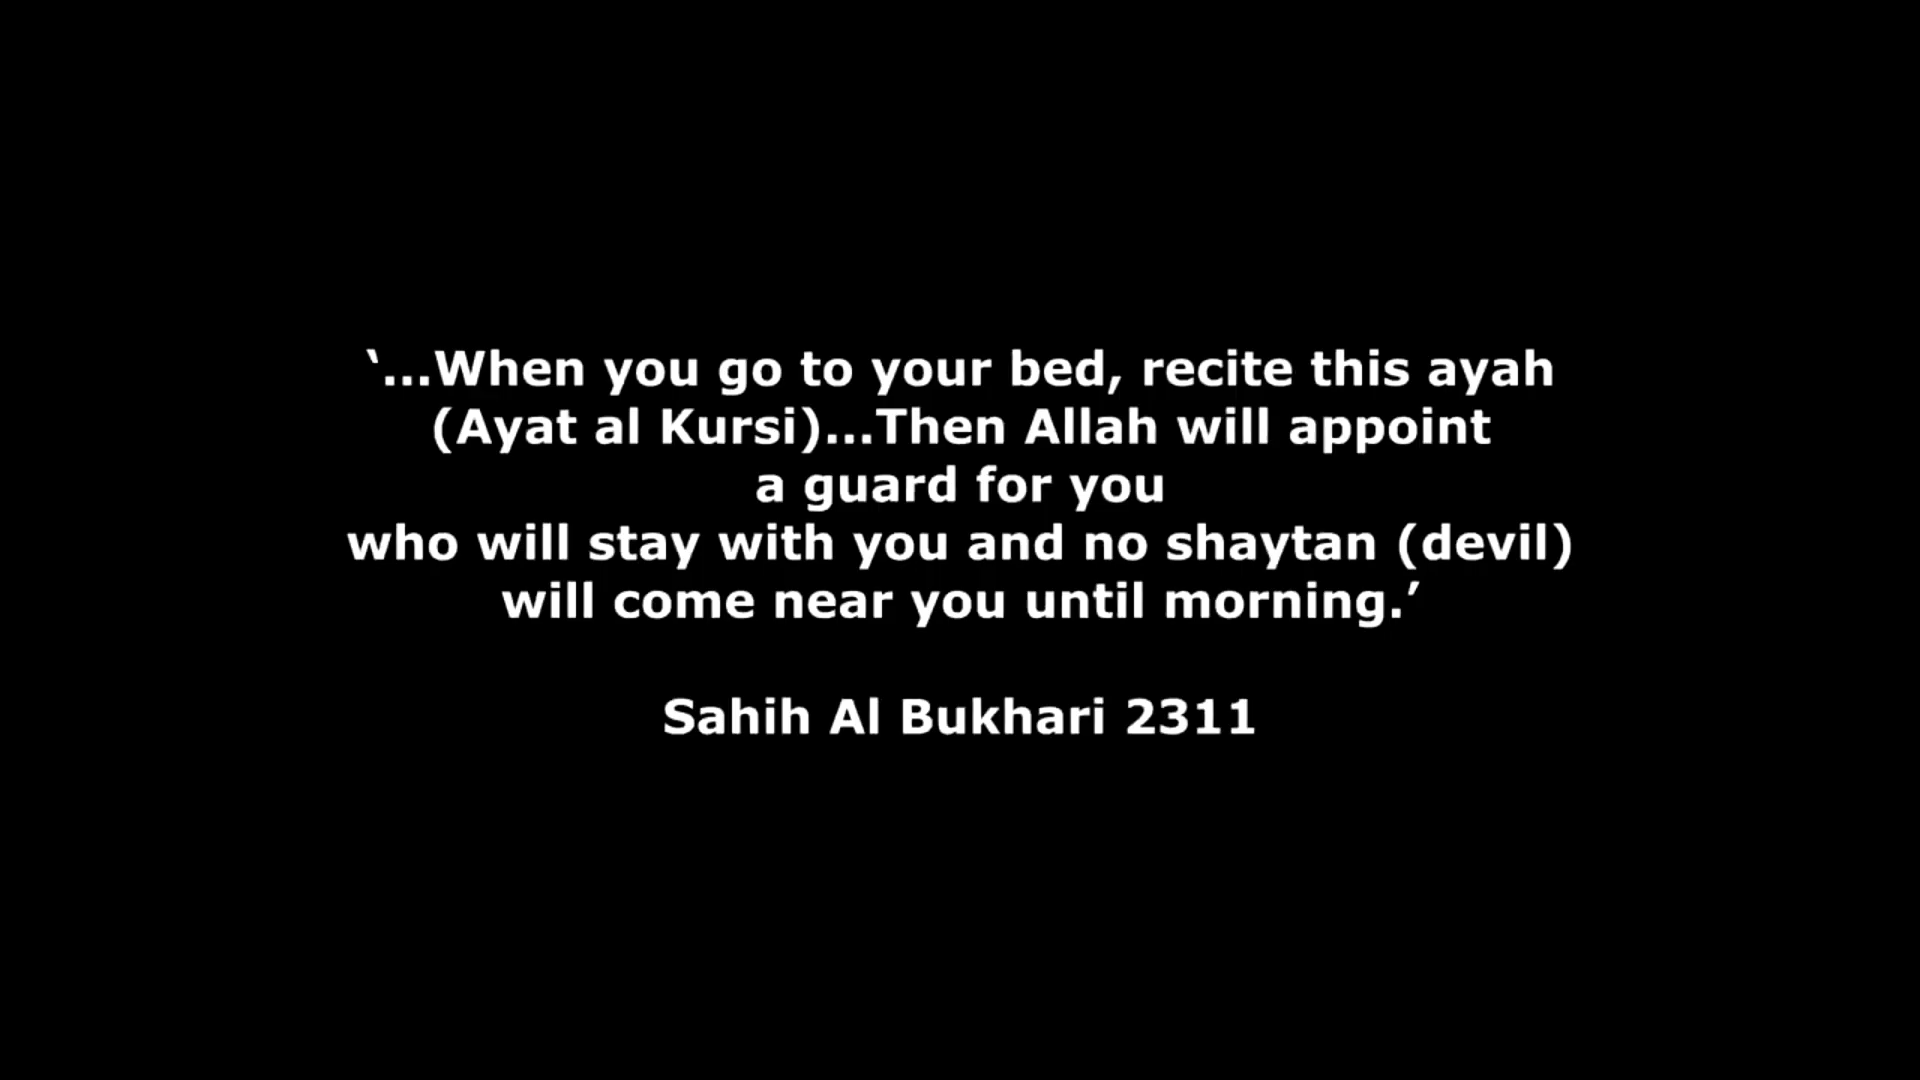 ‘...When you go to your bed, recite this ayah
(Ayat al Kursi)...Then Allah will appoint
a guard for you
who will stay with you and no shaytan (devil)
will come near you until morning.’
Sahih Al Bukhari 2311